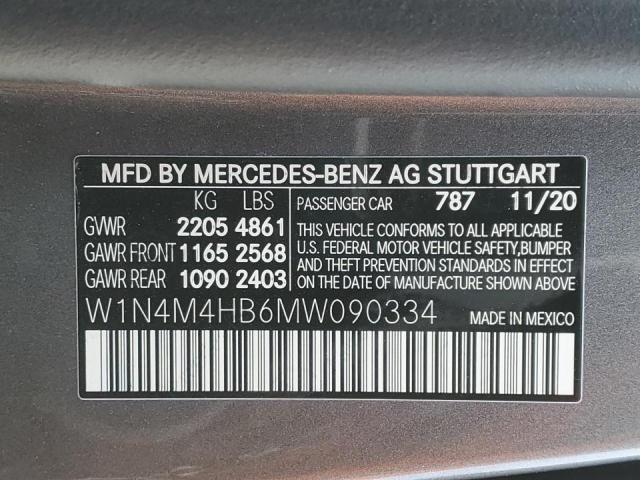 MFD BY MERCEDES-BENZ AG STUTTGART
KG LBS
GVWR 2205 4861
GAWR FRONT 1165 2568
GAWR REAR 1090 2403
PASSENGER CAR 787 11/20
THIS VEHICLE CONFORMS TO ALL APPLICABLE
U.S. FEDERAL MOTOR VEHICLE SAFETY,BUMPER
AND THEFT PREVENTION STANDARDS IN EFFECT
ON THE DATE OF MANUFACTURE SHOWN ABOVE.
W1N4M4HB6MW090334 MADE IN MEXICO